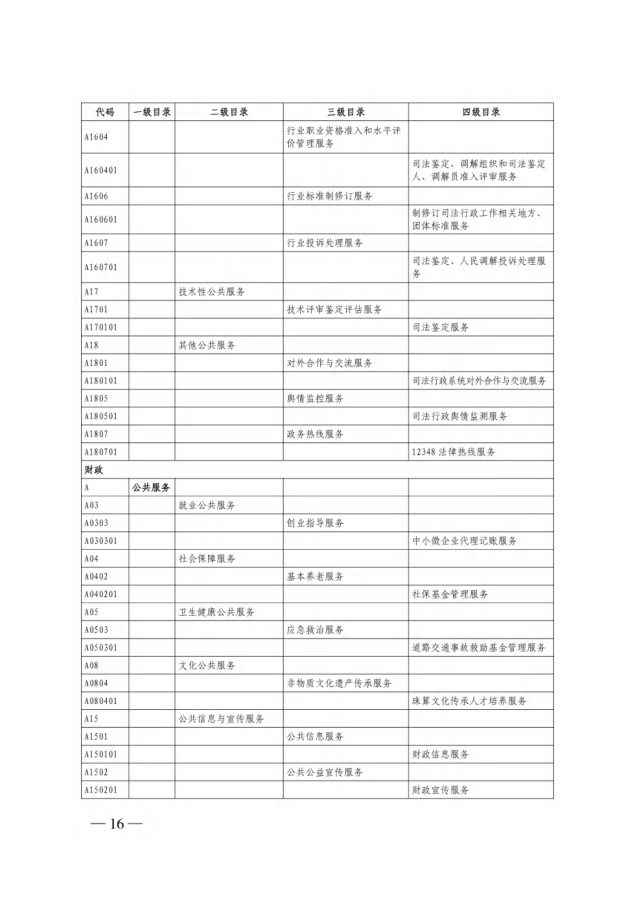 代码 一级目录 二级目录 三级目录 四级目录
A1604 行业职业资格准入和水平评
价管理服务
A160401 司法鉴定、调解组织和司法鉴定
人、调解员准入评审服务
A1606 行业标准制修订服务
A160601 制修订司法行政工作相关地方、
团体标准服务
A1607 行业投诉处理服务
A160701 司法鉴定、人民调解投诉处理服
务
A17 技术性公共服务
A1701 技术评审鉴定评估服务
A170101 司法鉴定服务
A18 其他公共服务
A1801 对外合作与交流服务
A180101 司法行政系统对外合作与交流服务
A1805 舆情监控服务
A180501 司法行政舆情监测服务
A1807 政务热线服务
A180701 12348 法律热线服务
财政
A 公共服务
A03 就业公共服务
A0303 创业指导服务
A030301 中小微企业代理记账服务
A04 社会保障服务
A0402 基本养老服务
A040201 社保基金管理服务
A05 卫生健康公共服务
A0503 应急救治服务
A050301 道路交通事故救助基金管理服务
A08 文化公共服务
A0804 非物质文化遗产传承服务
A080401 珠算文化传承人才培养服务
A15 公共信息与宣传服务
A1501 公共信息服务
A150101 财政信息服务
A1502 公共公益宣传服务
A150201 财政宣传服务
— 16 —